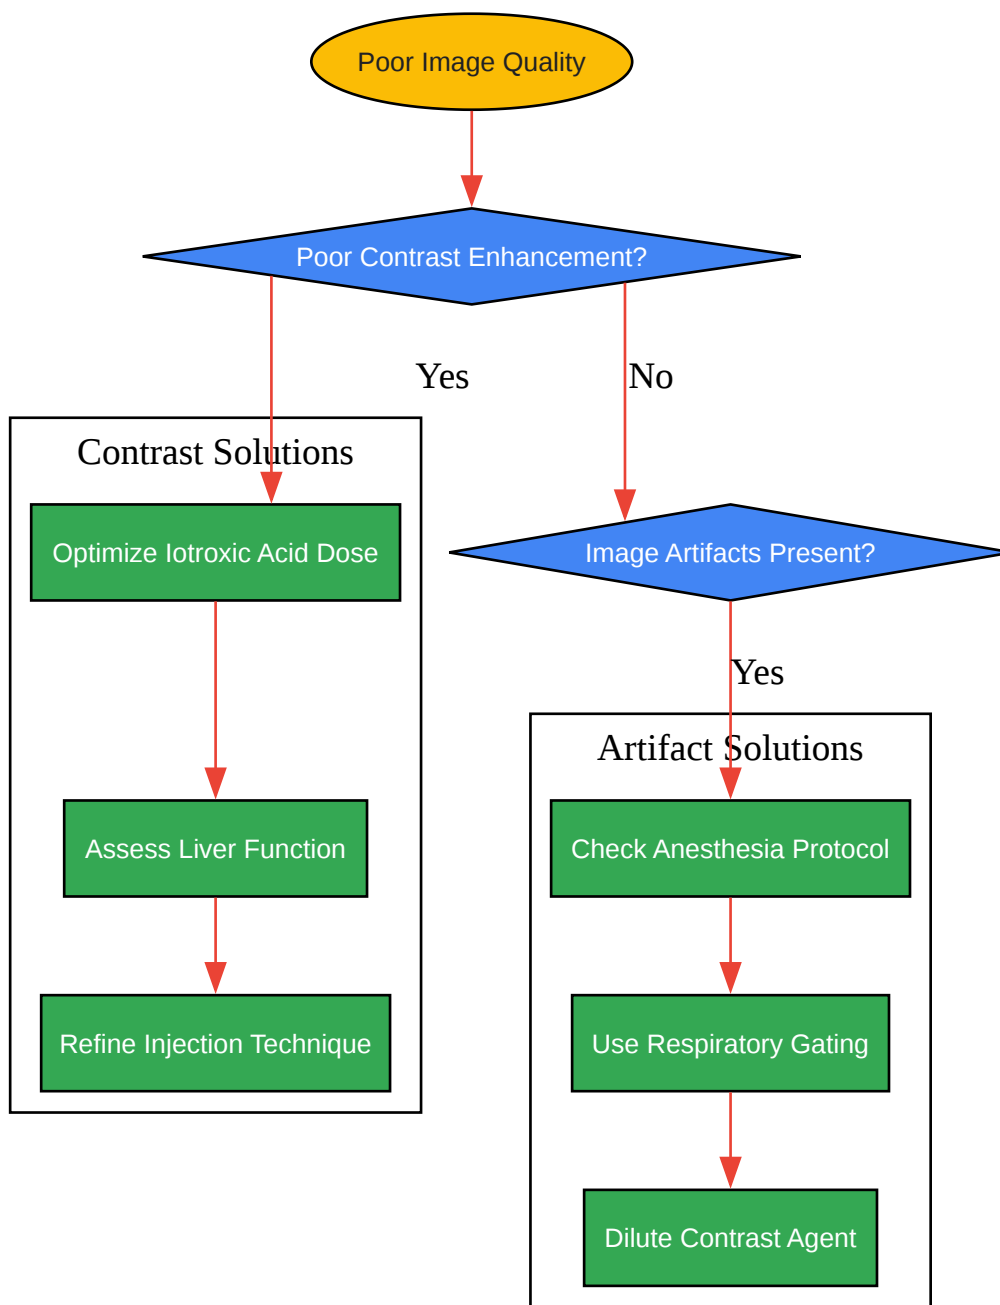 Poor Image Quality
Poor Contrast Enhancement?
Yes
No
Contrast Solutions
Optimize Iotroxic Acid Dose
Image Artifacts Present?
Yes
Artifact Solutions
Assess Liver Function
Check Anesthesia Protocol
Refine Injection Technique
Use Respiratory Gating
Dilute Contrast Agent